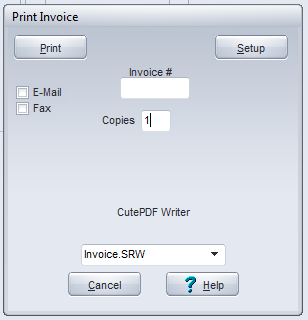 Print Invoice
Print
Setup
Invoice #
E-Mail
Fax
Copies 1
CutePDF Writer
Invoice.SRW
Cancel
? Help